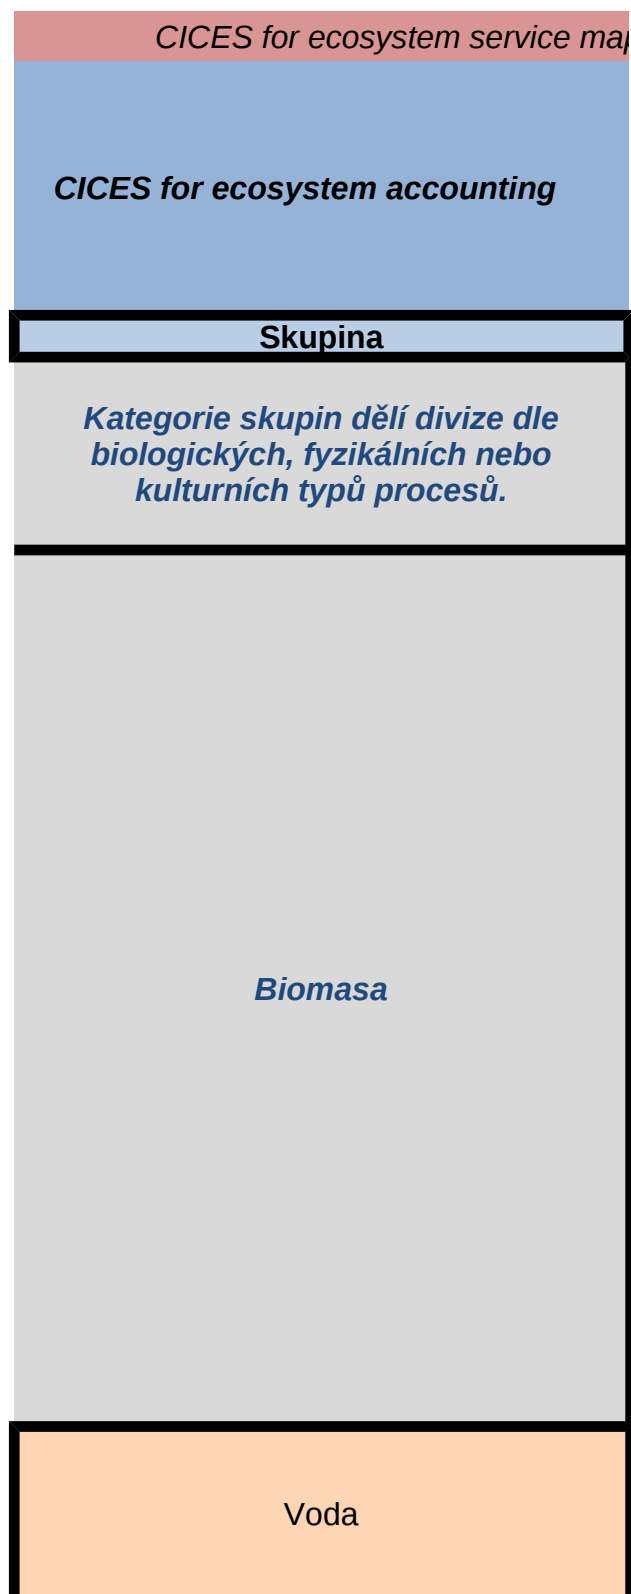 CICES for ecosystem service map
CICES for ecosystem accounting
Skupina
Kategorie skupin dělí divize dle
biologických, fyzikálních nebo
kulturních typů procesů.
Biomasa
Voda